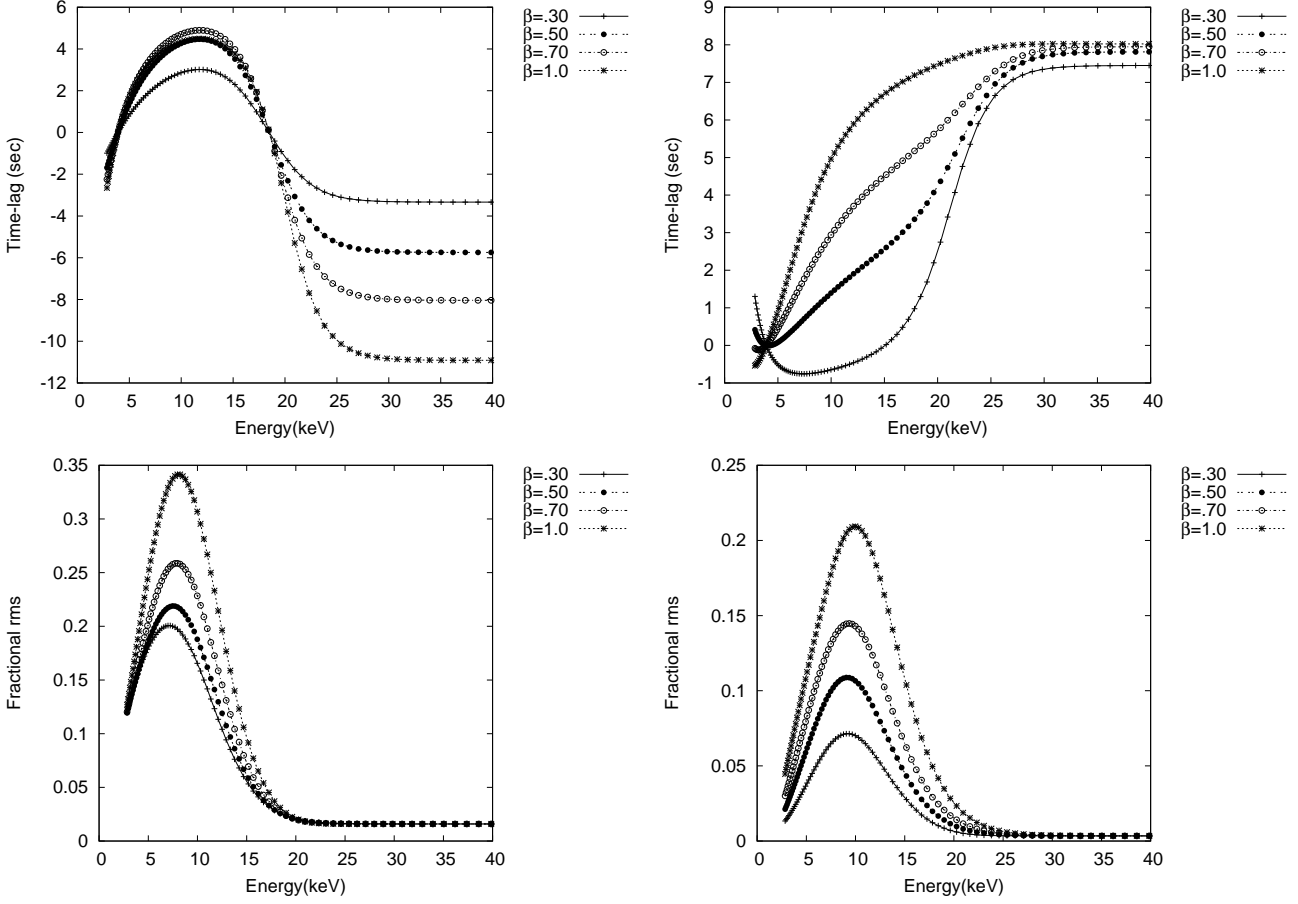 Time-lag (sec)
6
4
2
0
-2
-4
-6
-8
-10
-12
0 5 10 15 20 25 30 35 40
Energy(keV)
β=.30
β=.50
β=.70
β=1.0
Time-lag (sec)
9
8
7
6
5
4
3
2
1
0
-1
0 5 10 15 20 25 30 35 40
Energy(keV)
β=.30
β=.50
β=.70
β=1.0
Fractional rms
0.35
0.3
0.25
0.2
0.15
0.1
0.05
0
0 5 10 15 20 25 30 35 40
Energy(keV)
β=.30
β=.50
β=.70
β=1.0
Fractional rms
0.25
0.2
0.15
0.1
0.05
0
0 5 10 15 20 25 30 35 40
Energy(keV)
β=.30
β=.50
β=.70
β=1.0